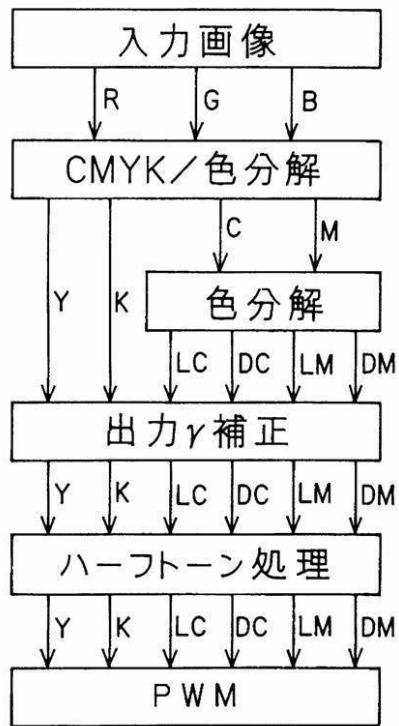 入力画像
R G B
CMYK/色分解
C M
Y K
色分解
LC DC LM DM
出力γ補正
Y K LC DC LM DM
ハーフトーン処理
Y K LC DC LM DM
PWM